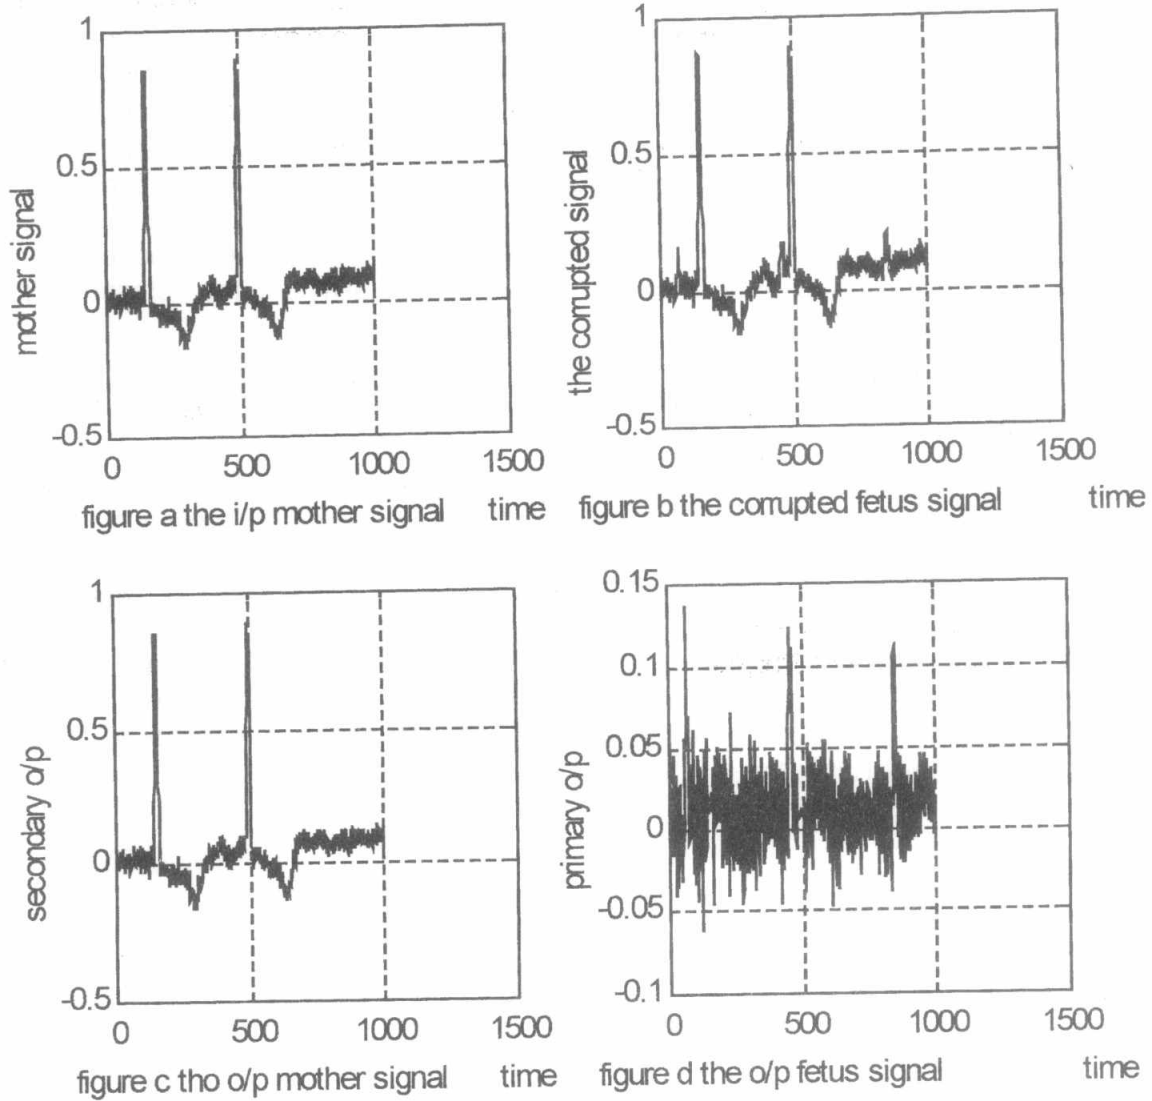 1
0.5
0
-0.5
mother signal
0 500 1000 1500
figure a the i/p mother signal time
1
0.5
0
-0.5
the corrupted signal
0 500 1000 1500
figure b the corrupted fetus signal time
1
0.5
0
-0.5
secondary o/p
0 500 1000 1500
figure c tho o/p mother signal time
0.15
0.1
0.05
0
-0.05
-0.1
primary o/p
0 500 1000 1500
figure d the o/p fetus signal time